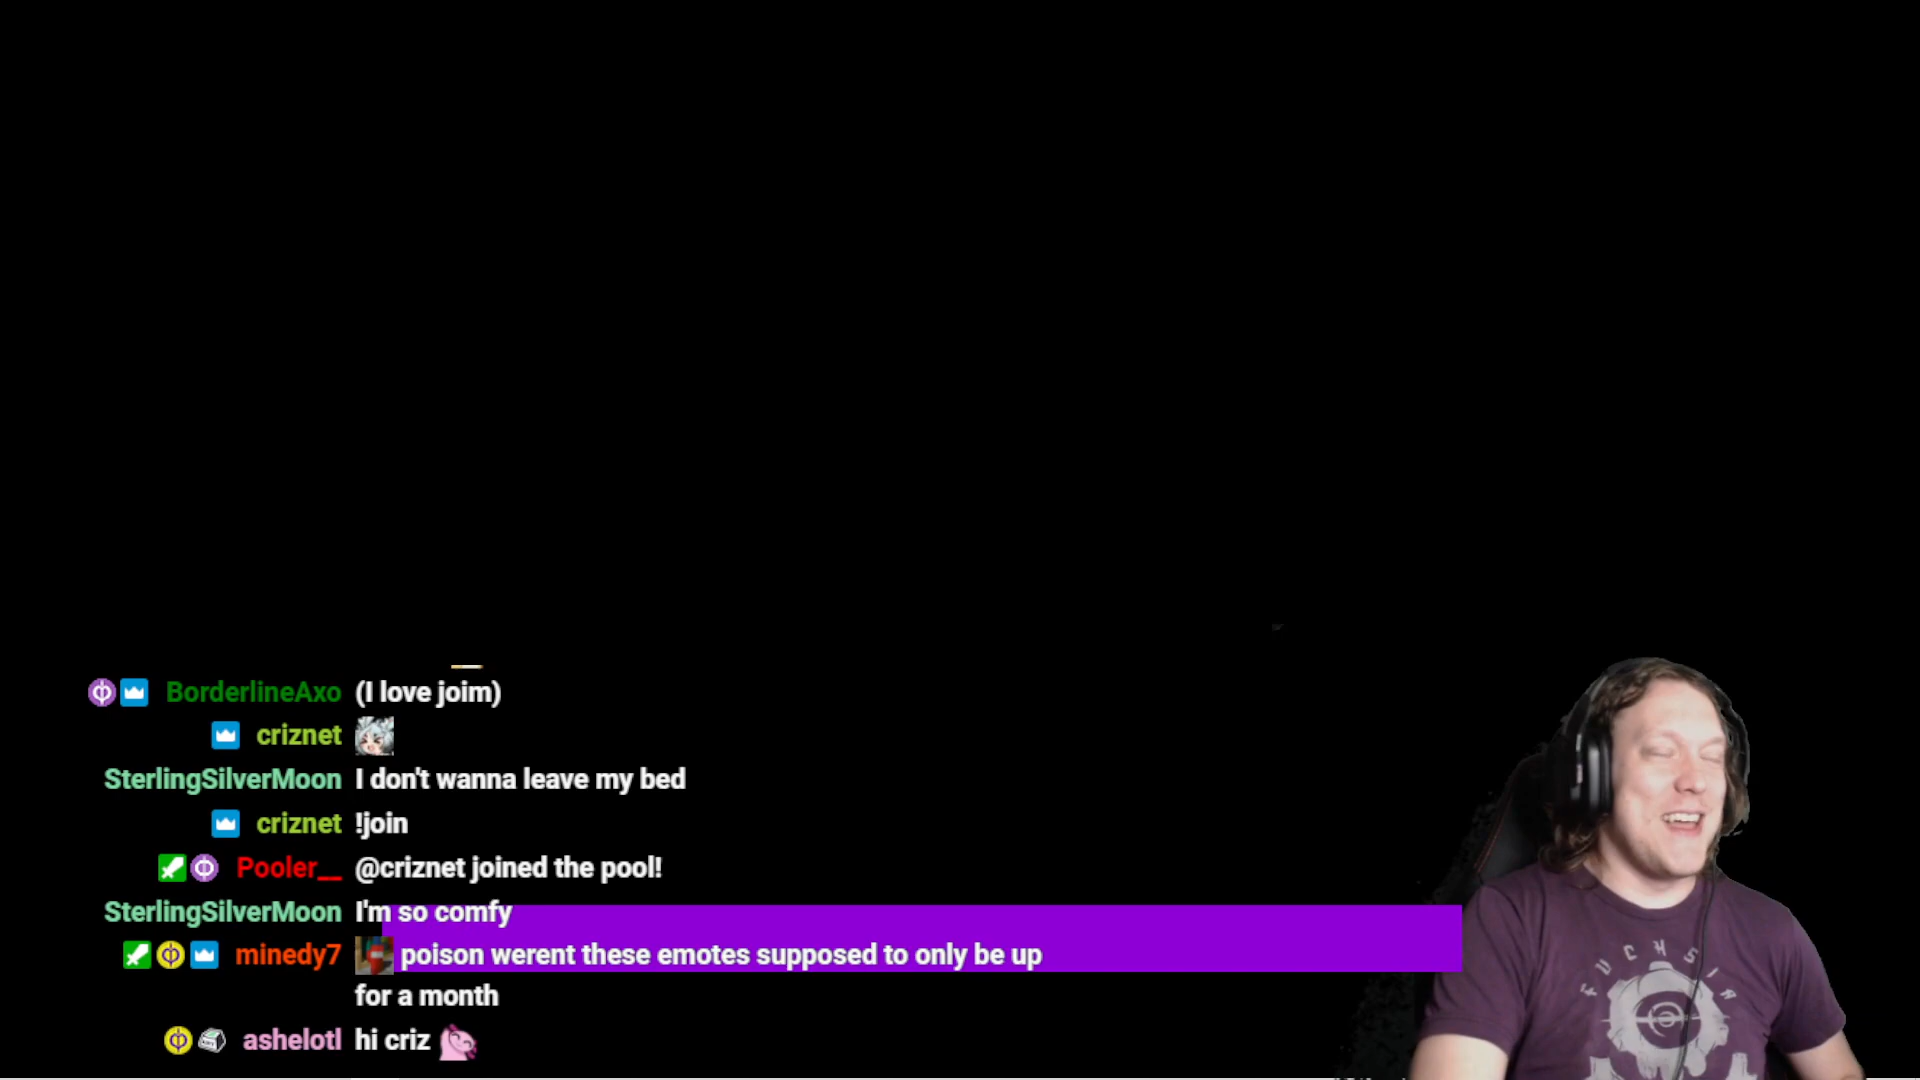 BorderlineAxo (I love joim)
criznet
SterlingSilverMoon I don't wanna leave my bed
criznet !join
Pooler__ @criznet joined the pool!
SterlingSilverMoon I'm so comfy
minedy7 poison werent these emotes supposed to only be up
for a month
ashelotl hi criz
FUCHSIA